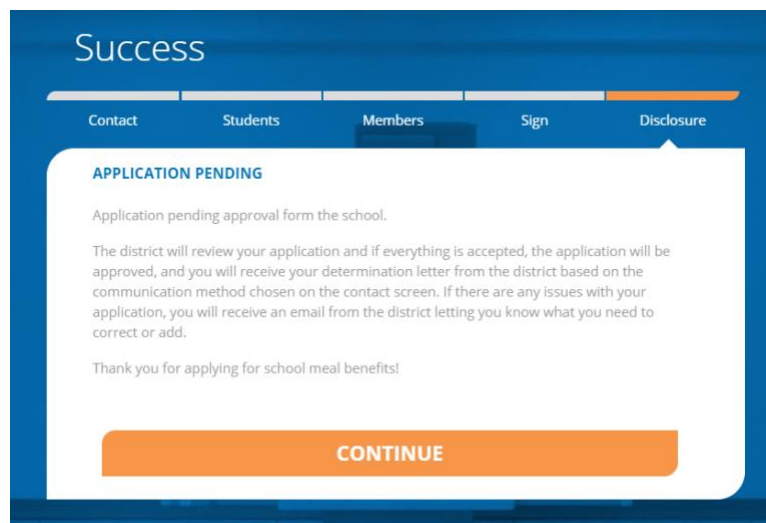 Success
Contact Students Members Sign Disclosure
APPLICATION PENDING
Application pending approval form the school.
The district will review your application and if everything is accepted, the application will be
approved, and you will receive your determination letter from the district based on the
communication method chosen on the contact screen. If there are any issues with your
application, you will receive an email from the district letting you know what you need to
correct or add.
Thank you for applying for school meal benefits!
CONTINUE